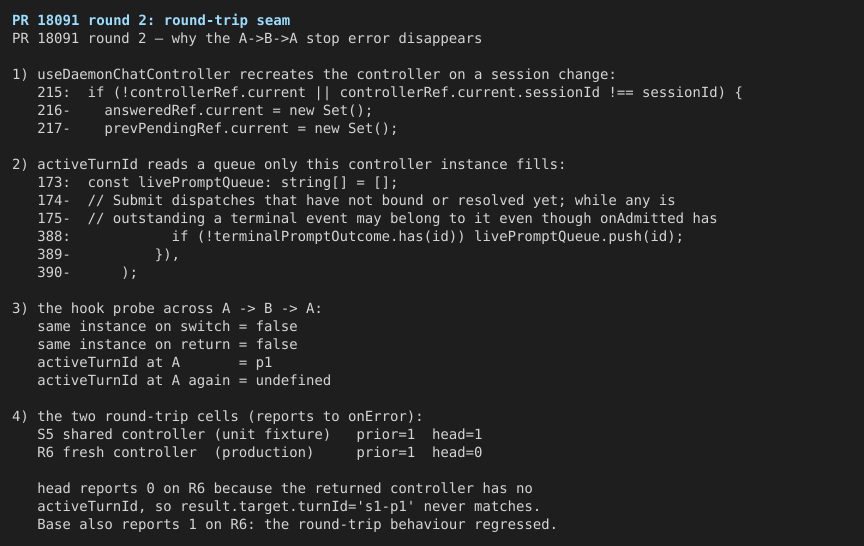 PR 18091 round 2: round-trip seam
PR 18091 round 2 — why the A->B->A stop error disappears
1) useDaemonChatController recreates the controller on a session change:
215:  if (!controllerRef.current || controllerRef.current.sessionId !== sessionId) {
216-    answeredRef.current = new Set();
217-    prevPendingRef.current = new Set();
2) activeTurnId reads a queue only this controller instance fills:
173:  const livePromptQueue: string[] = [];
174-  // Submit dispatches that have not bound or resolved yet; while any is
175-  // outstanding a terminal event may belong to it even though onAdmitted has
388:            if (!terminalPromptOutcome.has(id)) livePromptQueue.push(id);
389-          }),
390-      );
3) the hook probe across A -> B -> A:
same instance on switch = false
same instance on return = false
activeTurnId at A       = p1
activeTurnId at A again = undefined
4) the two round-trip cells (reports to onError):
S5 shared controller (unit fixture)   prior=1  head=1
R6 fresh controller  (production)     prior=1  head=0
head reports 0 on R6 because the returned controller has no
activeTurnId, so result.target.turnId='s1-p1' never matches.
Base also reports 1 on R6: the round-trip behaviour regressed.